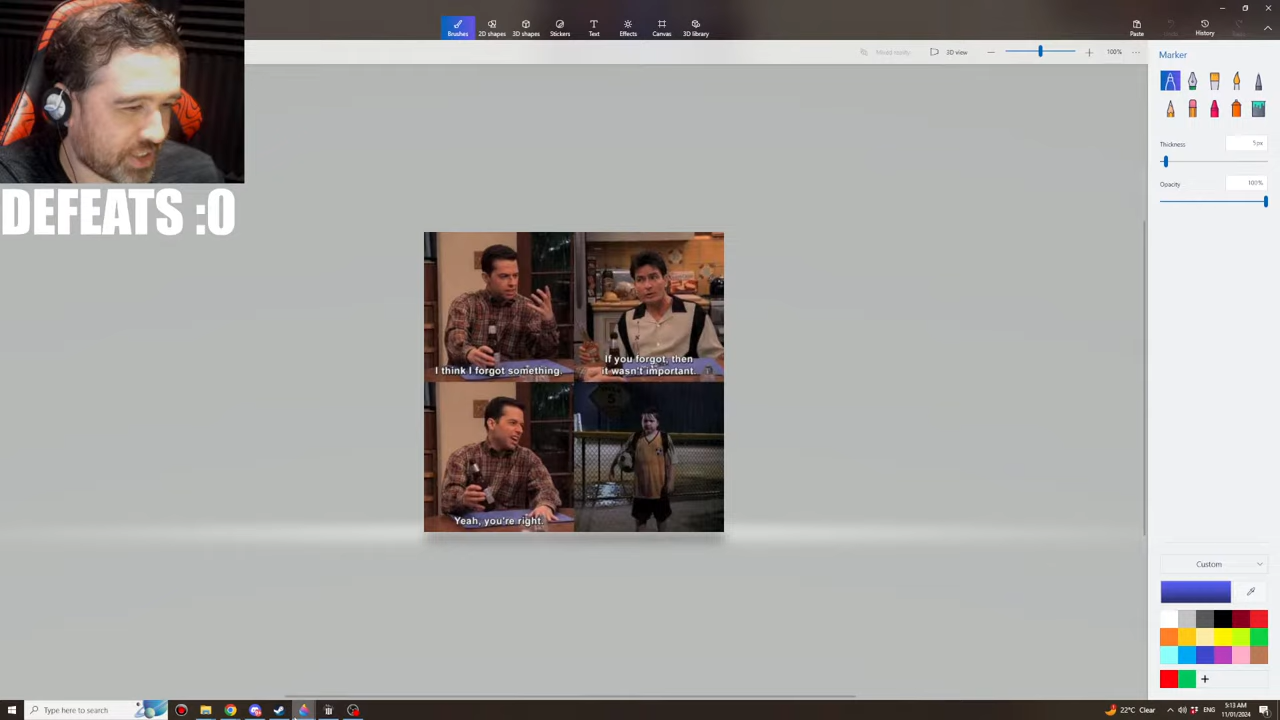 Brushes
2D shapes
3D shapes
Stickers
Text
Effects
Canvas
3D library
Paste
History
3D view
100%
Marker
Thickness
5px
Opacity
100%
DEFEATS :0
I think I forgot something.
If you forgot, then
it wasn't important.
Yeah, you're right.
Custom
Type here to search
22°C Clear
ENG
5:13 AM
11/01/2024